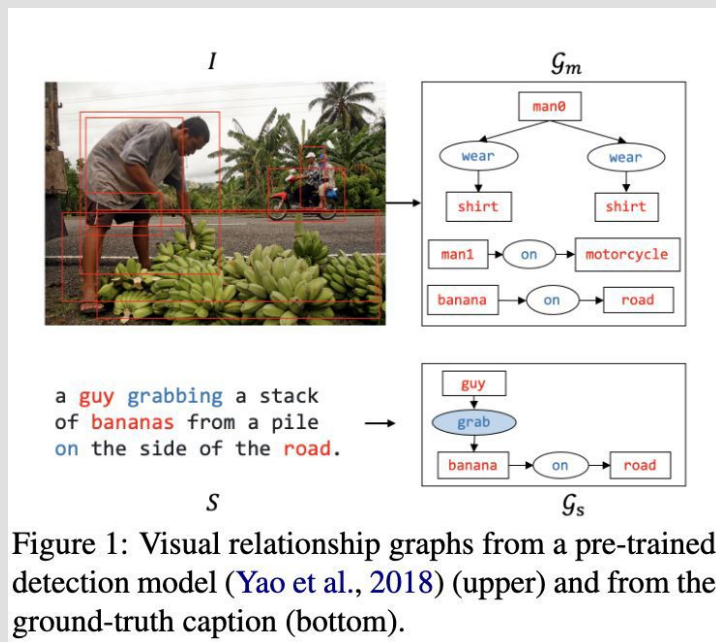 I
𝒢m
man0
wear wear
shirt shirt
man1 on motorcycle
banana on road
a guy grabbing a stack
of bananas from a pile
on the side of the road.
guy
grab
banana on road
S
𝒢s
Figure 1: Visual relationship graphs from a pre-trained
detection model (Yao et al., 2018) (upper) and from the
ground-truth caption (bottom).